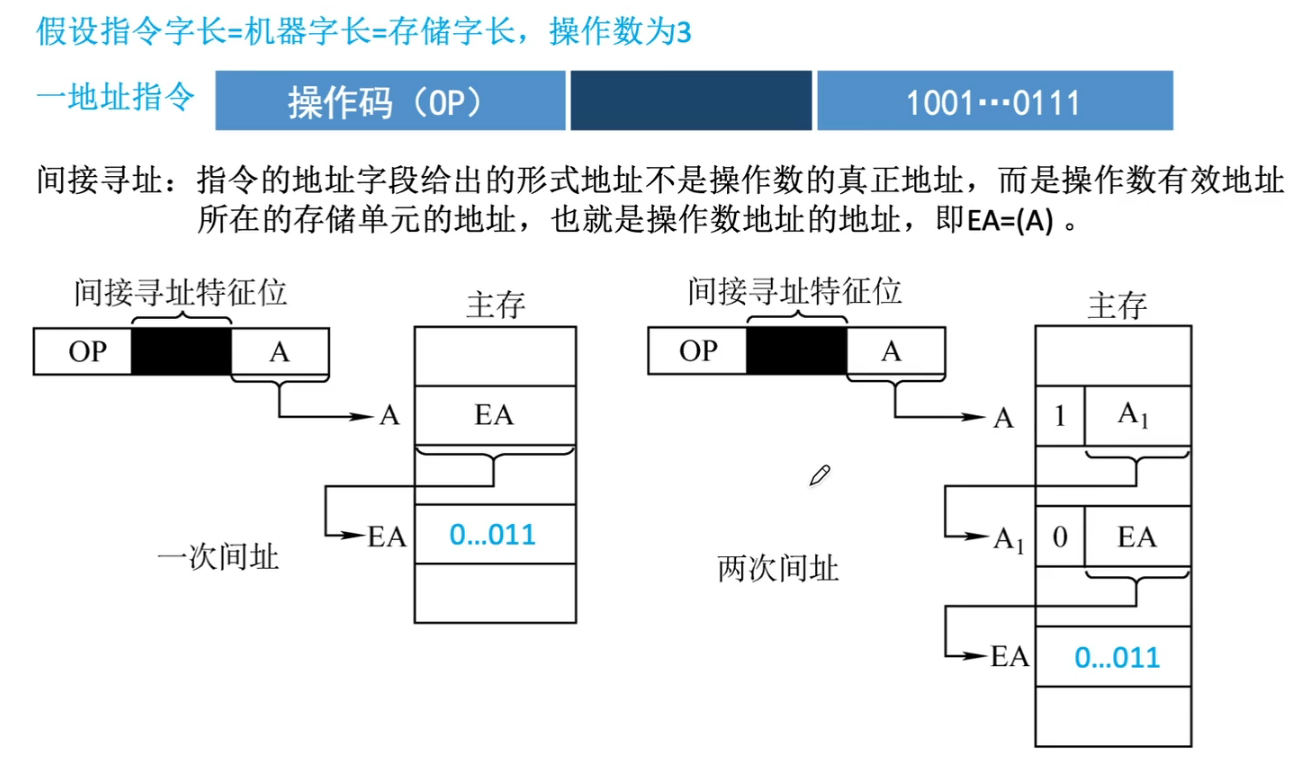 假设指令字长=机器字长=存储字长，操作数为3
一地址指令 操作码（OP） 1001…0111
间接寻址：指令的地址字段给出的形式地址不是操作数的真正地址，而是操作数有效地址
所在的存储单元的地址，也就是操作数地址的地址，即EA=(A) 。
间接寻址特征位
主存
OP A
A EA
EA 0…011
一次间址
间接寻址特征位
主存
OP A
A 1 A₁
A₁ 0 EA
两次间址
EA 0…011